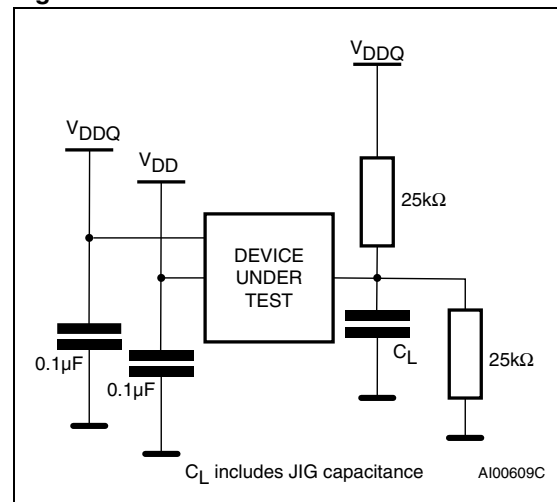 VDDQ
VDDQ
VDD
25kΩ
DEVICE
UNDER
TEST
0.1µF
CL
25kΩ
0.1µF
CL includes JIG capacitance
AI00609C